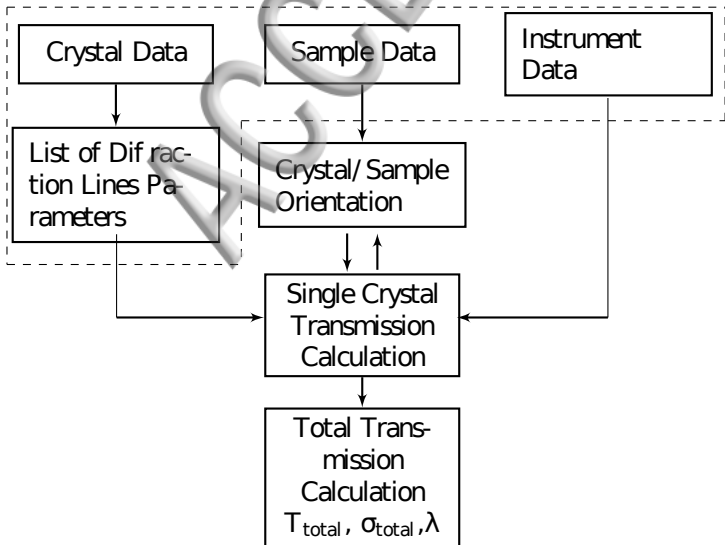 Crystal Data
Sample Data
Instrument
Data
List of Dif rac-
tion Lines Pa-
rameters
Crystal/Sample
Orientation
Single Crystal
Transmission
Calculation
Total Trans-
mission
Calculation
T_total, σ_total,λ
ACCE